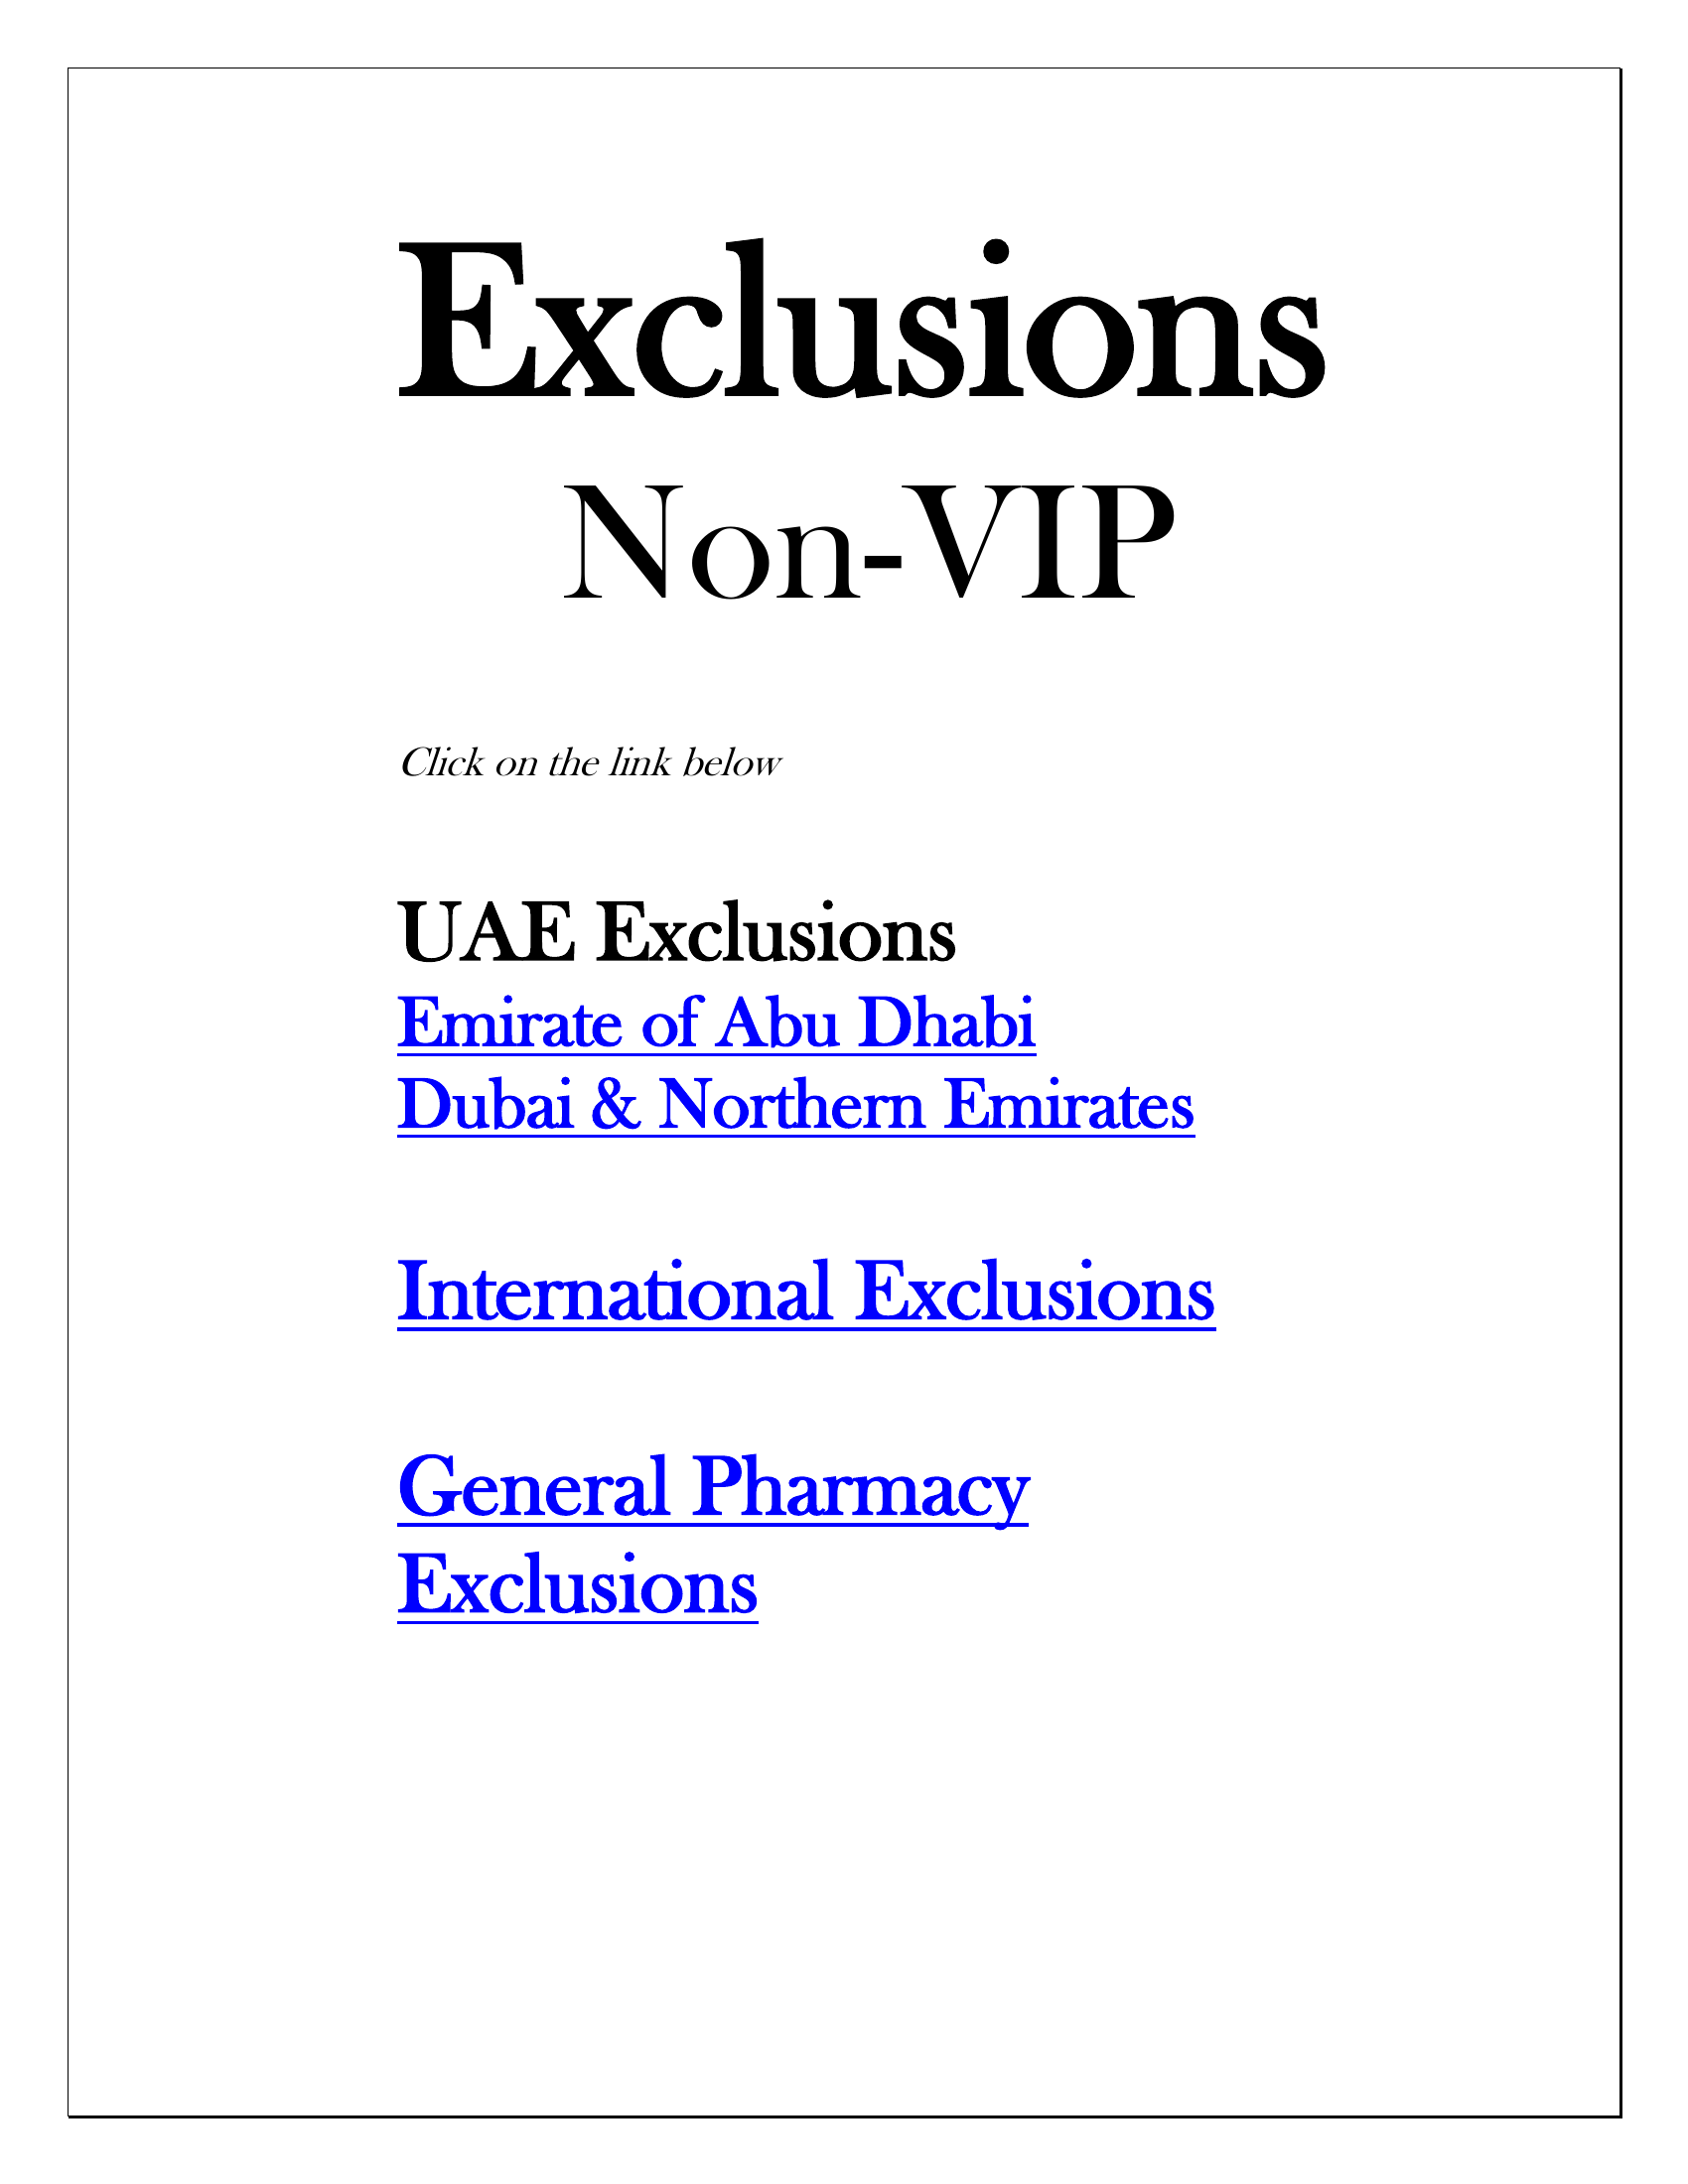 Exclusions
Non-VIP
Click on the link below
UAE Exclusions
Emirate of Abu Dhabi
Dubai & Northern Emirates
International Exclusions
General Pharmacy
Exclusions